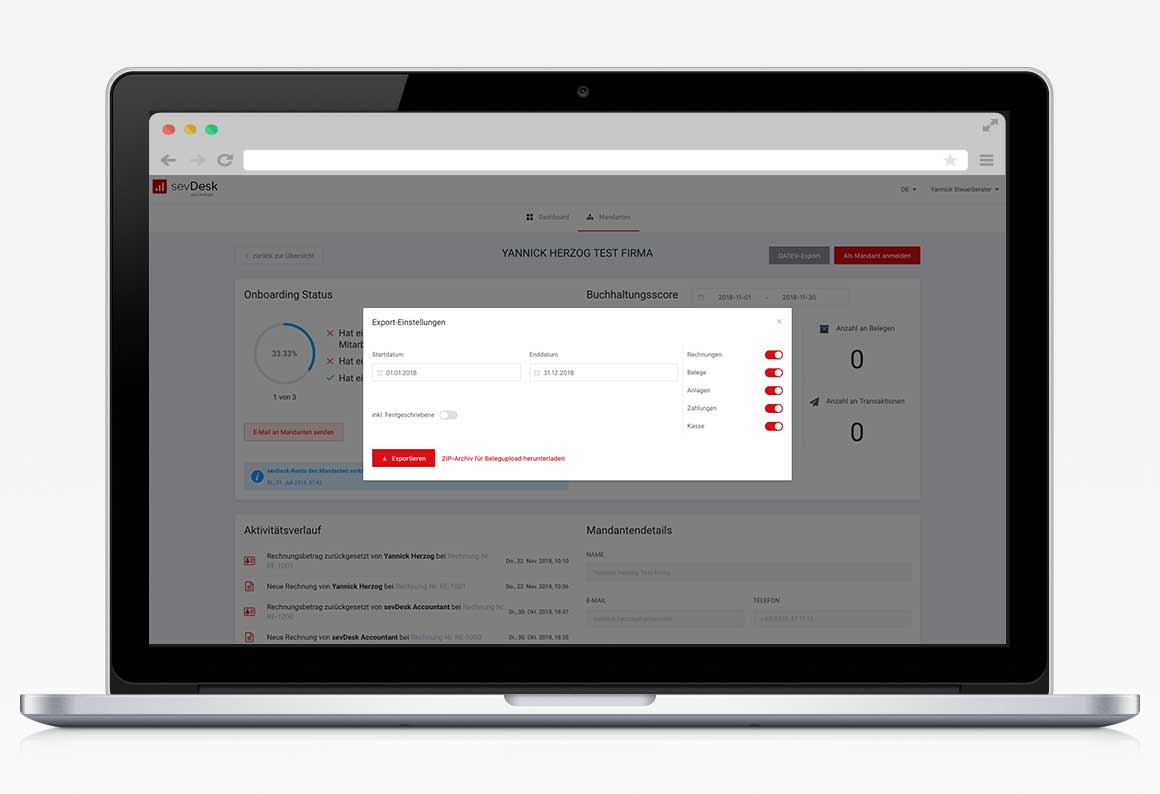 sevDesk
DE
Yannick Steuerberater
Dashboard
Mandanten
zurück zur Übersicht
YANNICK HERZOG TEST FIRMA
DATEV-Export
Als Mandant anmelden
Onboarding Status
33.33%
1 von 3
Hat ei
Mitarb
Hat ei
Hat ei
E-Mail an Mandanten senden
sevDesk-Konto des Mandanten
Di., 31. Juli 2018, 07:43
Buchhaltungsscore
2018-11-01 - 2018-11-30
Anzahl an Belegen
0
Anzahl an Transaktionen
0
Export-Einstellungen
Startdatum
01.01.2018
Enddatum
31.12.2018
inkl. Festgeschriebene
Rechnungen
Belege
Anlagen
Zahlungen
Kasse
Exportieren
ZIP-Archiv für Belegupload herunterladen
Aktivitätsverlauf
Rechnungsbetrag zurückgesetzt von Yannick Herzog bei Rechnung Nr.
RE-1001
Do., 22. Nov. 2018, 10:10
Neue Rechnung von Yannick Herzog bei Rechnung Nr. RE-1001
Do., 22. Nov. 2018, 10:06
Rechnungsbetrag zurückgesetzt von sevDesk Accountant bei Rechnung Nr.
RE-1000
Di., 30. Okt. 2018, 18:37
Neue Rechnung von sevDesk Accountant bei Rechnung Nr. RE-1000
Di., 30. Okt. 2018, 18:35
Mandantendetails
NAME
Yannick Herzog Test Firma
E-MAIL
TELEFON